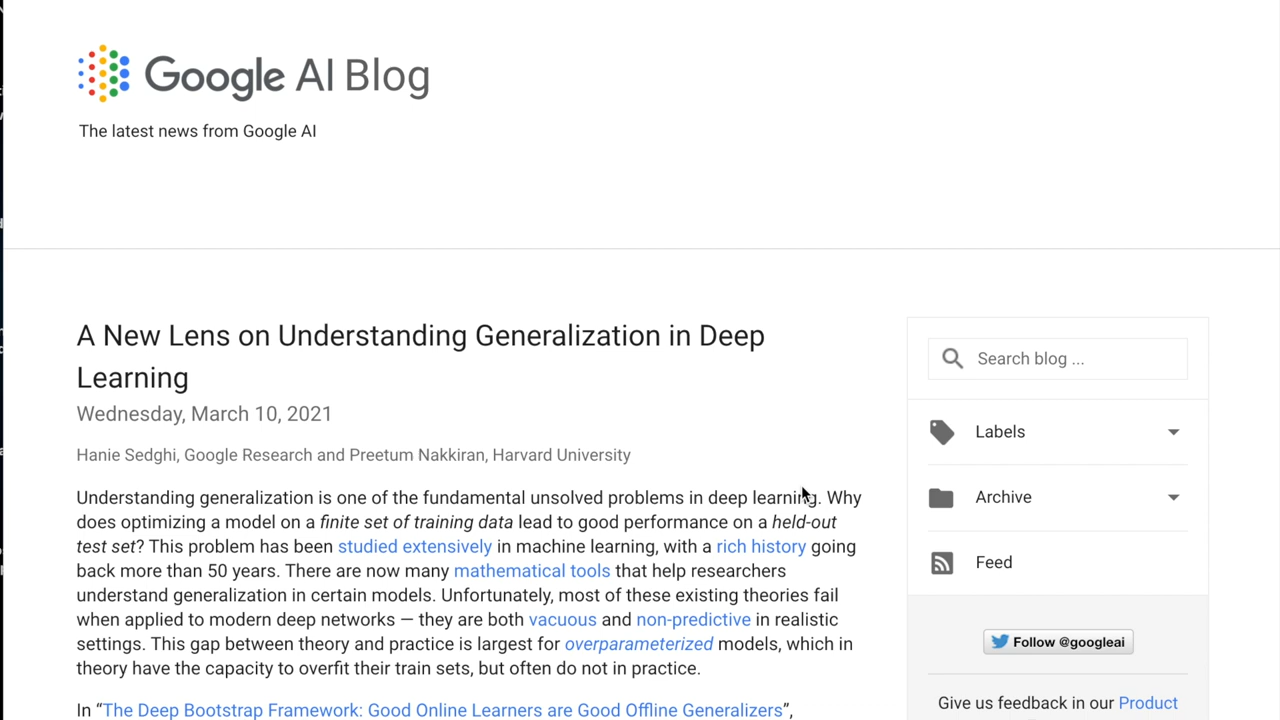 Google AI Blog
The latest news from Google AI
A New Lens on Understanding Generalization in Deep
Learning
Wednesday, March 10, 2021
Hanie Sedghi, Google Research and Preetum Nakkiran, Harvard University
Understanding generalization is one of the fundamental unsolved problems in deep learning. Why
does optimizing a model on a finite set of training data lead to good performance on a held-out
test set? This problem has been studied extensively in machine learning, with a rich history going
back more than 50 years. There are now many mathematical tools that help researchers
understand generalization in certain models. Unfortunately, most of these existing theories fail
when applied to modern deep networks — they are both vacuous and non-predictive in realistic
settings. This gap between theory and practice is largest for overparameterized models, which in
theory have the capacity to overfit their train sets, but often do not in practice.
In “The Deep Bootstrap Framework: Good Online Learners are Good Offline Generalizers”,
Search blog ...
Labels
Archive
Feed
Follow @googleai
Give us feedback in our Product